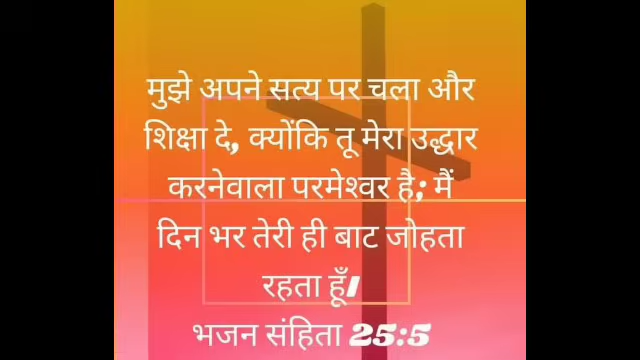 मुझे अपने सत्य पर चला और
शिक्षा दे, क्योंकि तू मेरा उद्धार
करनेवाला परमेश्वर है; मैं
दिन भर तेरी ही बाट जोहता
रहता हूँ।
भजन संहिता 25:5